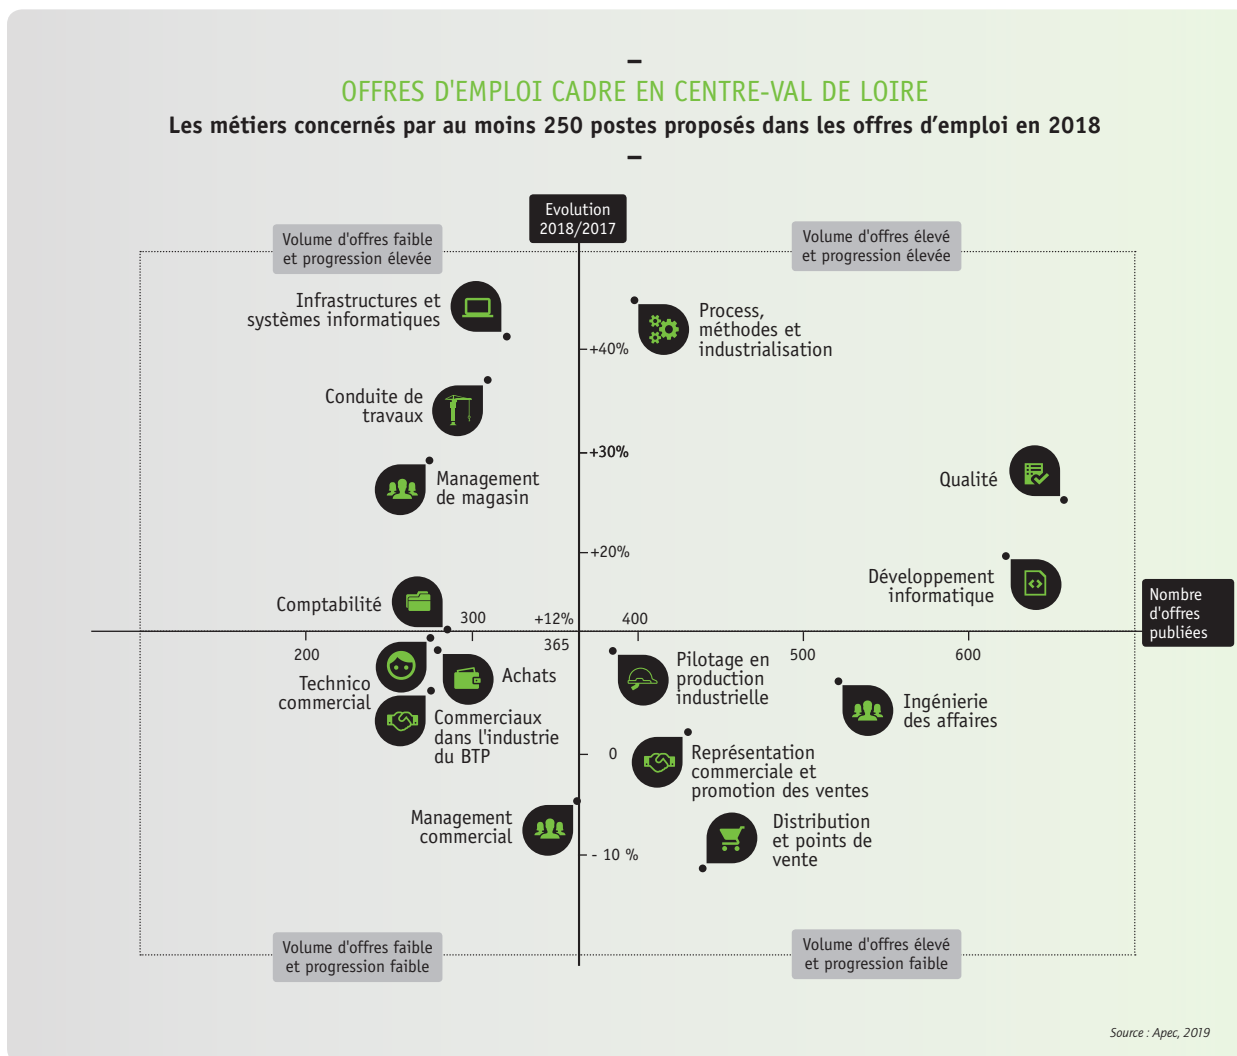 OFFRES D'EMPLOI CADRE EN CENTRE-VAL DE LOIRE
Les métiers concernés par au moins 250 postes proposés dans les offres d’emploi en 2018
Evolution
2018/2017
Volume d'offres faible
et progression élevée
Volume d'offres élevé
et progression élevée
Infrastructures et
systèmes informatiques
Process,
méthodes et
industrialisation
+40%
Conduite de
travaux
+30%
Management
de magasin
Qualité
+20%
Développement
informatique
Comptabilité
300
+12%
400
Nombre
d'offres
publiées
200
365
500
600
Technico
commercial
Achats
Pilotage en
production
industrielle
Ingénierie
des affaires
Commerciaux
dans l'industrie
du BTP
0
Représentation
commerciale et
promotion des ventes
Management
commercial
Distribution
et points de
vente
- 10 %
Volume d'offres faible
et progression faible
Volume d'offres élevé
et progression faible
Source : Apec, 2019